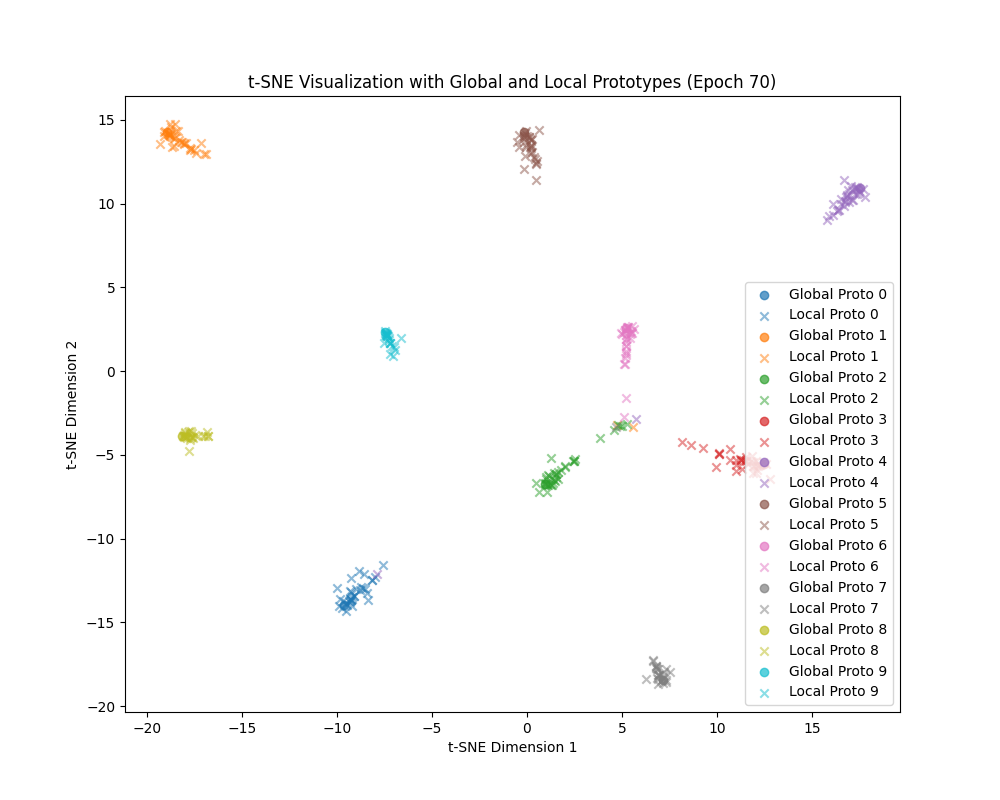 t-SNE Visualization with Global and Local Prototypes (Epoch 70)
15
10
5
0
−5
−10
−15
−20
t-SNE Dimension 2
−20
−15
−10
−5
0
5
10
15
t-SNE Dimension 1
Global Proto 0
Local Proto 0
Global Proto 1
Local Proto 1
Global Proto 2
Local Proto 2
Global Proto 3
Local Proto 3
Global Proto 4
Local Proto 4
Global Proto 5
Local Proto 5
Global Proto 6
Local Proto 6
Global Proto 7
Local Proto 7
Global Proto 8
Local Proto 8
Global Proto 9
Local Proto 9